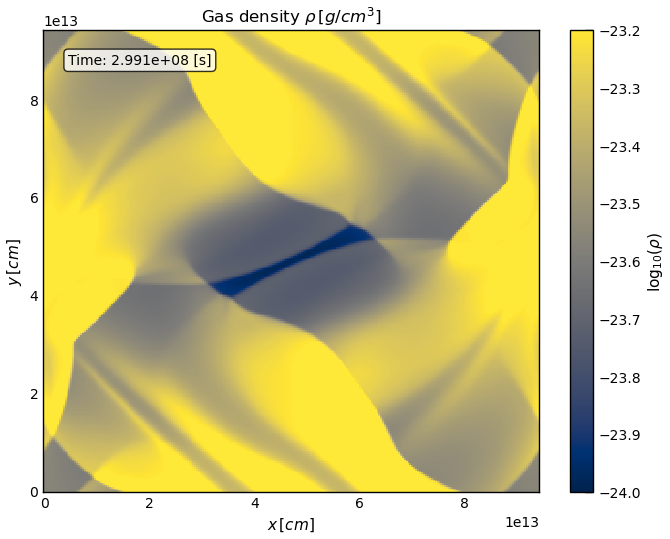 Gas density ρ [g/cm³]
1e13
Time: 2.991e+08 [s]
8
6
4
2
0
y [cm]
0
2
4
6
8
1e13
x [cm]
−23.2
−23.3
−23.4
−23.5
−23.6
−23.7
−23.8
−23.9
−24.0
log₁₀(ρ)